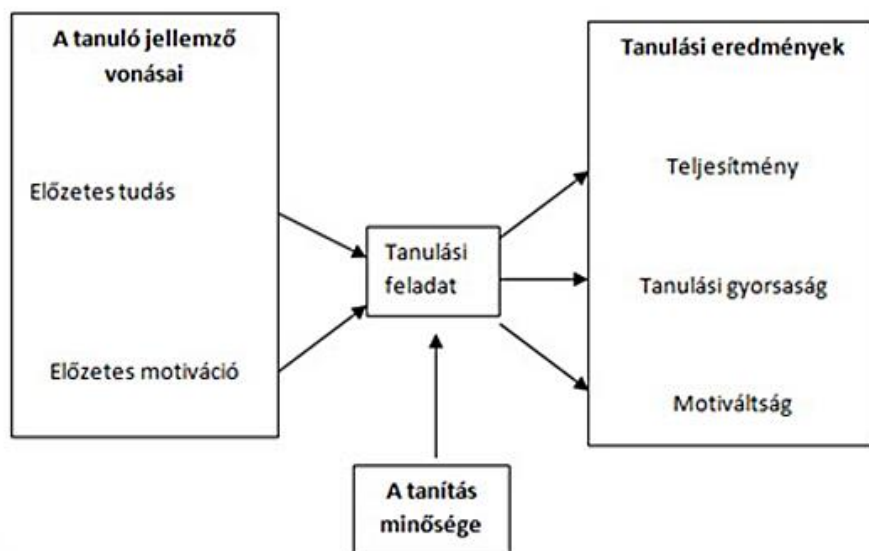 A tanuló jellemző
vonásai
Előzetes tudás
Előzetes motiváció
Tanulási
feladat
A tanítás
minősége
Tanulási eredmények
Teljesítmény
Tanulási gyorsaság
Motiváltság